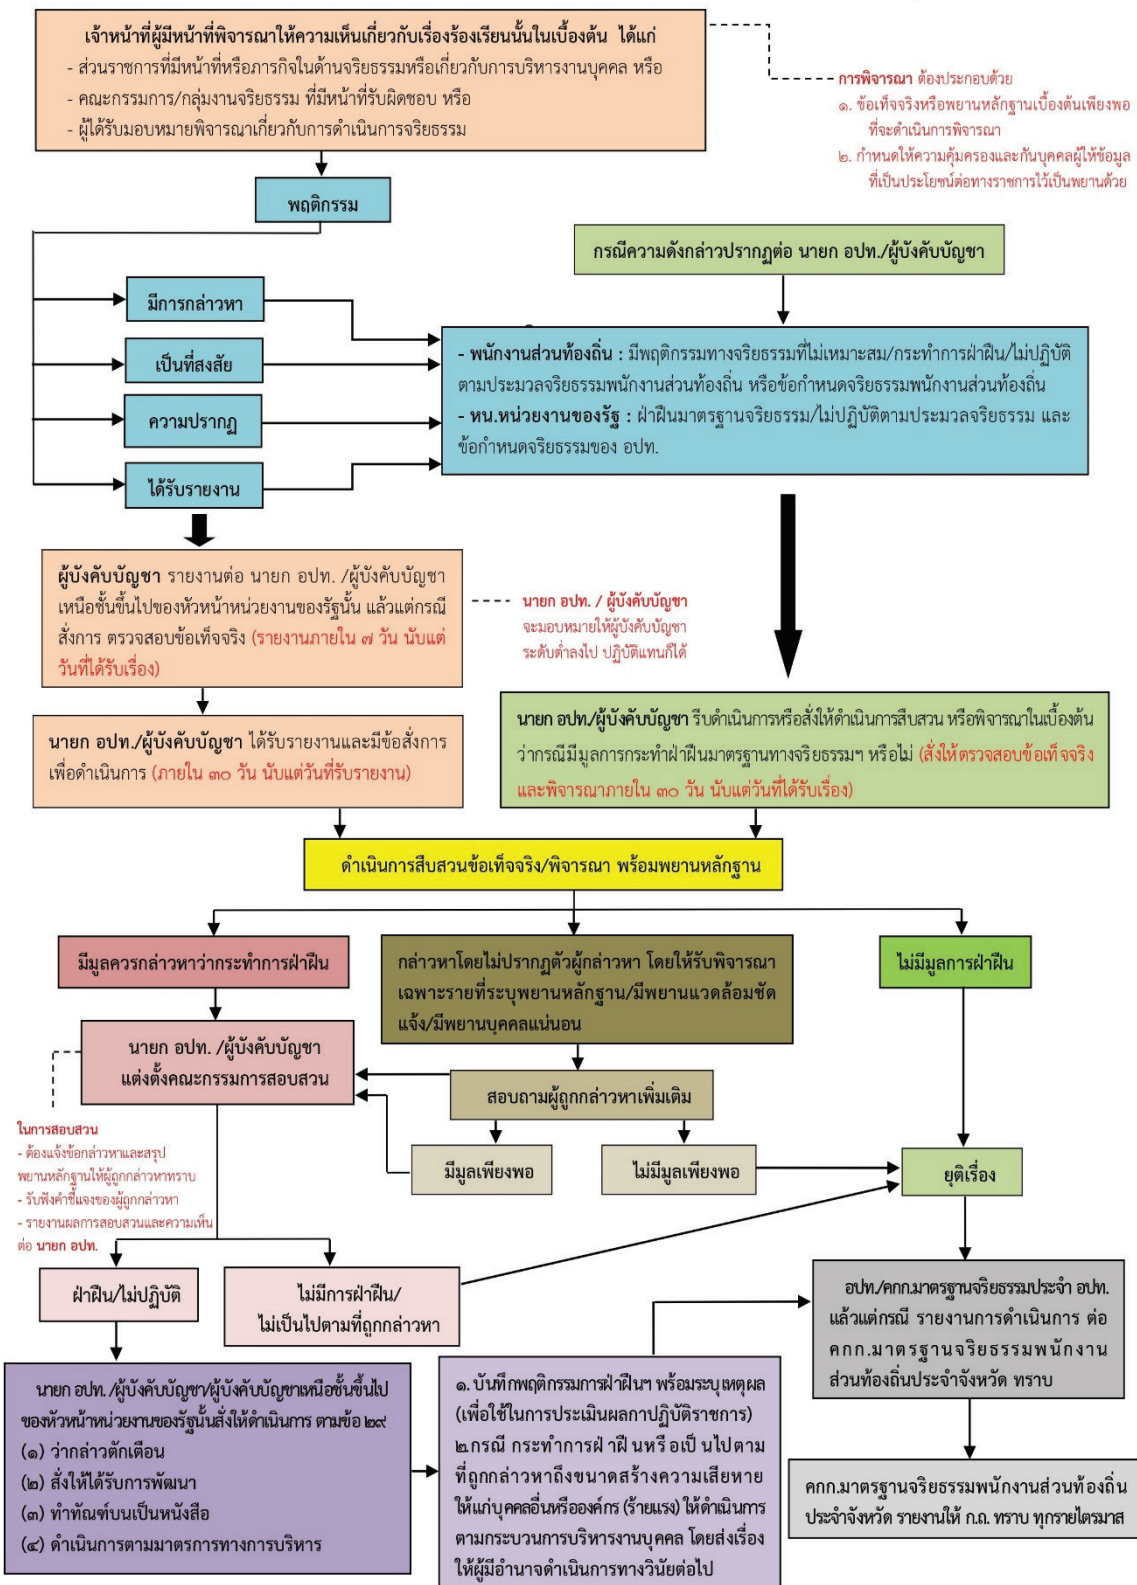 เจ้าหน้าที่ผู้มีหน้าที่พิจารณาให้ความเห็นเกี่ยวกับเรื่องร้องเรียนนั้นในเบื้องต้น ได้แก่
- ส่วนราชการที่มีหน้าที่หรือภารกิจในด้านจริยธรรมหรือเกี่ยวกับการบริหารงานบุคคล หรือ
- คณะกรรมการ/กลุ่มงานจริยธรรม ที่มีหน้าที่รับผิดชอบ หรือ
- ผู้ได้รับมอบหมายพิจารณาเกี่ยวกับการดำเนินการจริยธรรม
การพิจารณา ต้องประกอบด้วย
๑. ข้อเท็จจริงหรือพยานหลักฐานเบื้องต้นเพียงพอ
ที่จะดำเนินการพิจารณา
๒. กำหนดให้ความคุ้มครองและกันบุคคลผู้ให้ข้อมูล
ที่เป็นประโยชน์ต่อทางราชการไว้เป็นพยานด้วย
พฤติกรรม
กรณีความดังกล่าวปรากฏต่อ นายก อปท./ผู้บังคับบัญชา
มีการกล่าวหา
เป็นที่สงสัย
ความปรากฏ
ได้รับรายงาน
- พนักงานส่วนท้องถิ่น : มีพฤติกรรมทางจริยธรรมที่ไม่เหมาะสม/กระทำการฝ่าฝืน/ไม่ปฏิบัติ
ตามประมวลจริยธรรมพนักงานส่วนท้องถิ่น หรือข้อกำหนดจริยธรรมพนักงานส่วนท้องถิ่น
- หน.หน่วยงานของรัฐ : ฝ่าฝืนมาตรฐานจริยธรรม/ไม่ปฏิบัติตามประมวลจริยธรรม และ
ข้อกำหนดจริยธรรมของ อปท.
ผู้บังคับบัญชา รายงานต่อ นายก อปท. /ผู้บังคับบัญชา
เหนือชั้นขึ้นไปของหัวหน้าหน่วยงานของรัฐนั้น แล้วแต่กรณี
สั่งการ ตรวจสอบข้อเท็จจริง (รายงานภายใน ๗ วัน นับแต่
วันที่ได้รับเรื่อง)
นายก อปท. / ผู้บังคับบัญชา
จะมอบหมายให้ผู้บังคับบัญชา
ระดับต่ำลงไป ปฏิบัติแทนก็ได้
นายก อปท./ผู้บังคับบัญชา ได้รับรายงานและมีข้อสั่งการ
เพื่อดำเนินการ (ภายใน ๓๐ วัน นับแต่วันที่รับรายงาน)
นายก อปท./ผู้บังคับบัญชา รีบดำเนินการหรือสั่งให้ดำเนินการสืบสวน หรือพิจารณาในเบื้องต้น
ว่ากรณีมีมูลการกระทำฝ่าฝืนมาตรฐานทางจริยธรรมฯ หรือไม่ (สั่งให้ตรวจสอบข้อเท็จจริง
และพิจารณาภายใน ๓๐ วัน นับแต่วันที่ได้รับเรื่อง)
ดำเนินการสืบสวนข้อเท็จจริง/พิจารณา พร้อมพยานหลักฐาน
มีมูลควรกล่าวหาว่ากระทำการฝ่าฝืน
กล่าวหาโดยไม่ปรากฏตัวผู้กล่าวหา โดยให้รับพิจารณา
เฉพาะรายที่ระบุพยานหลักฐาน/มีพยานแวดล้อมชัด
แจ้ง/มีพยานบุคคลแน่นอน
ไม่มีมูลการฝ่าฝืน
นายก อปท. /ผู้บังคับบัญชา
แต่งตั้งคณะกรรมการสอบสวน
สอบถามผู้ถูกกล่าวหาเพิ่มเติม
มีมูลเพียงพอ
ไม่มีมูลเพียงพอ
ยุติเรื่อง
ในการสอบสวน
- ต้องแจ้งข้อกล่าวหาและสรุป
พยานหลักฐานให้ผู้ถูกกล่าวหาทราบ
- รับฟังคำชี้แจงของผู้ถูกกล่าวหา
- รายงานผลการสอบสวนและความเห็น
ต่อ นายก อปท.
ฝ่าฝืน/ไม่ปฏิบัติ
ไม่มีการฝ่าฝืน/
ไม่เป็นไปตามที่ถูกกล่าวหา
อปท./คกก.มาตรฐานจริยธรรมประจำ อปท.
แล้วแต่กรณี รายงานการดำเนินการ ต่อ
คกก.มาตรฐานจริยธรรมพนักงาน
ส่วนท้องถิ่นประจำจังหวัด ทราบ
นายก อปท. /ผู้บังคับบัญชา/ผู้บังคับบัญชาเหนือชั้นขึ้นไป
ของหัวหน้าหน่วยงานของรัฐนั้นสั่งให้ดำเนินการ ตามข้อ ๒๙
(๑) ว่ากล่าวตักเตือน
(๒) สั่งให้ได้รับการพัฒนา
(๓) ทำทัณฑ์บนเป็นหนังสือ
(๔) ดำเนินการตามมาตรการทางการบริหาร
๑. บันทึกพฤติกรรมการฝ่าฝืนฯ พร้อมระบุเหตุผล
(เพื่อใช้ในการประเมินผลกาปฏิบัติราชการ)
๒.กรณี กระทำการฝ่าฝืนหรือเป็นไปตาม
ที่ถูกกล่าวหาถึงขนาดสร้างความเสียหาย
ให้แก่บุคคลอื่นหรือองค์กร (ร้ายแรง) ให้ดำเนินการ
ตามกระบวนการบริหารงานบุคคล โดยส่งเรื่อง
ให้ผู้มีอำนาจดำเนินการทางวินัยต่อไป
คกก.มาตรฐานจริยธรรมพนักงานส่วนท้องถิ่น
ประจำจังหวัด รายงานให้ ก.ถ. ทราบ ทุกรายไตรมาส